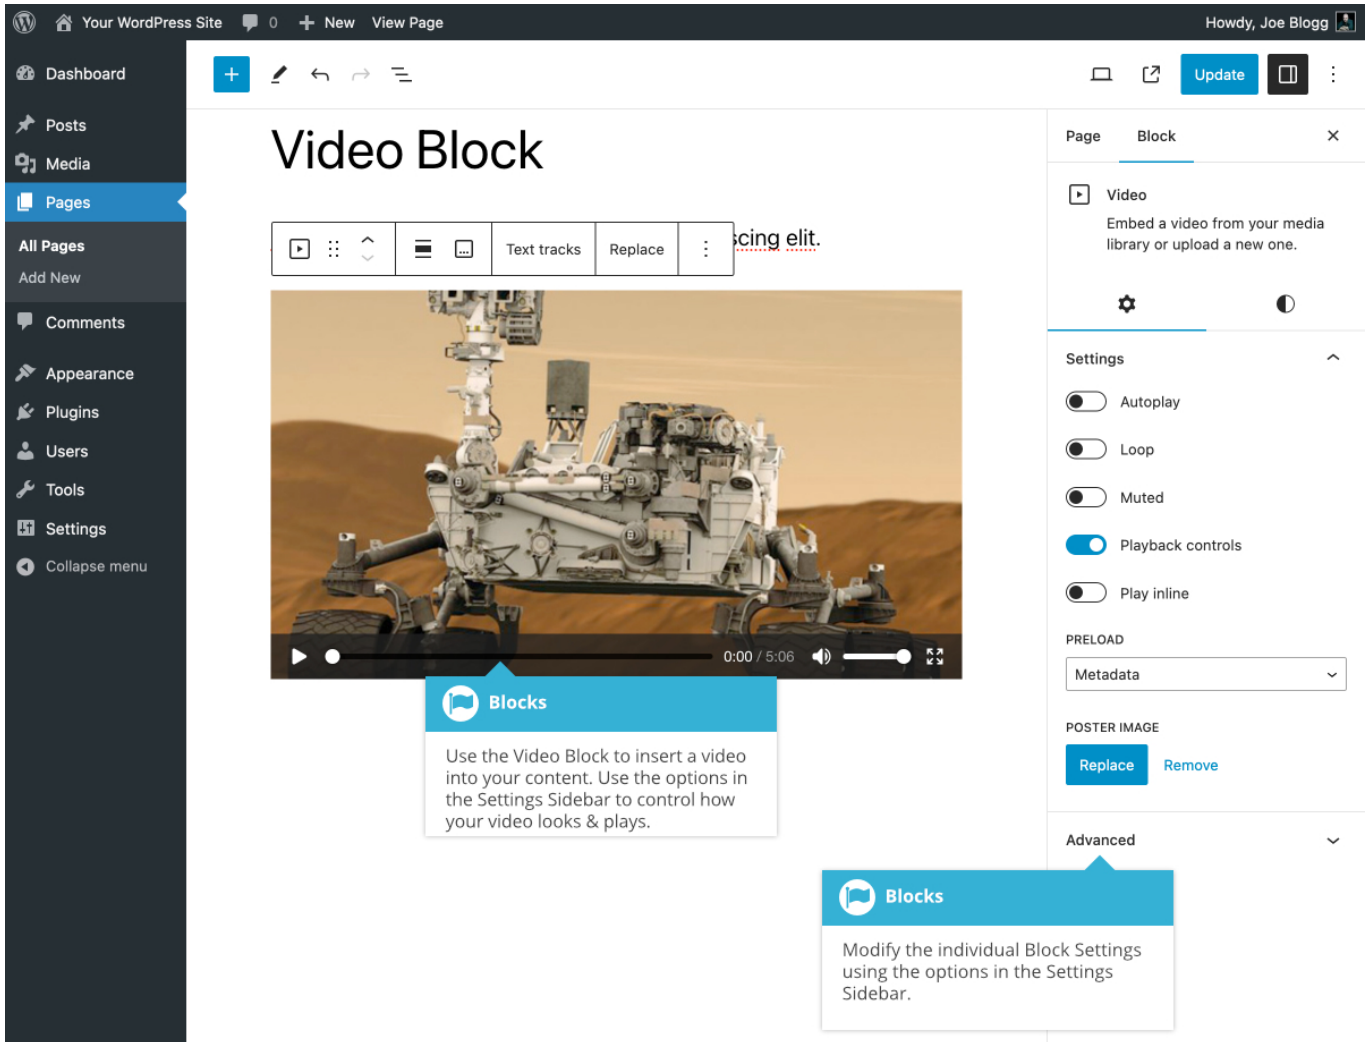 Your WordPress Site 0 New View Page Howdy, Joe Blogg
Dashboard
Posts
Media
Pages
All Pages
Add New
Comments
Appearance
Plugins
Users
Tools
Settings
Collapse menu
Update
Video Block
elit.
Text tracks Replace
0:00 / 5:06
Blocks
Use the Video Block to insert a video
into your content. Use the options in
the Settings Sidebar to control how
your video looks & plays.
Page Block
Video
Embed a video from your media
library or upload a new one.
Settings
Autoplay
Loop
Muted
Playback controls
Play inline
PRELOAD
Metadata
POSTER IMAGE
Replace Remove
Advanced
Blocks
Modify the individual Block Settings
using the options in the Settings
Sidebar.